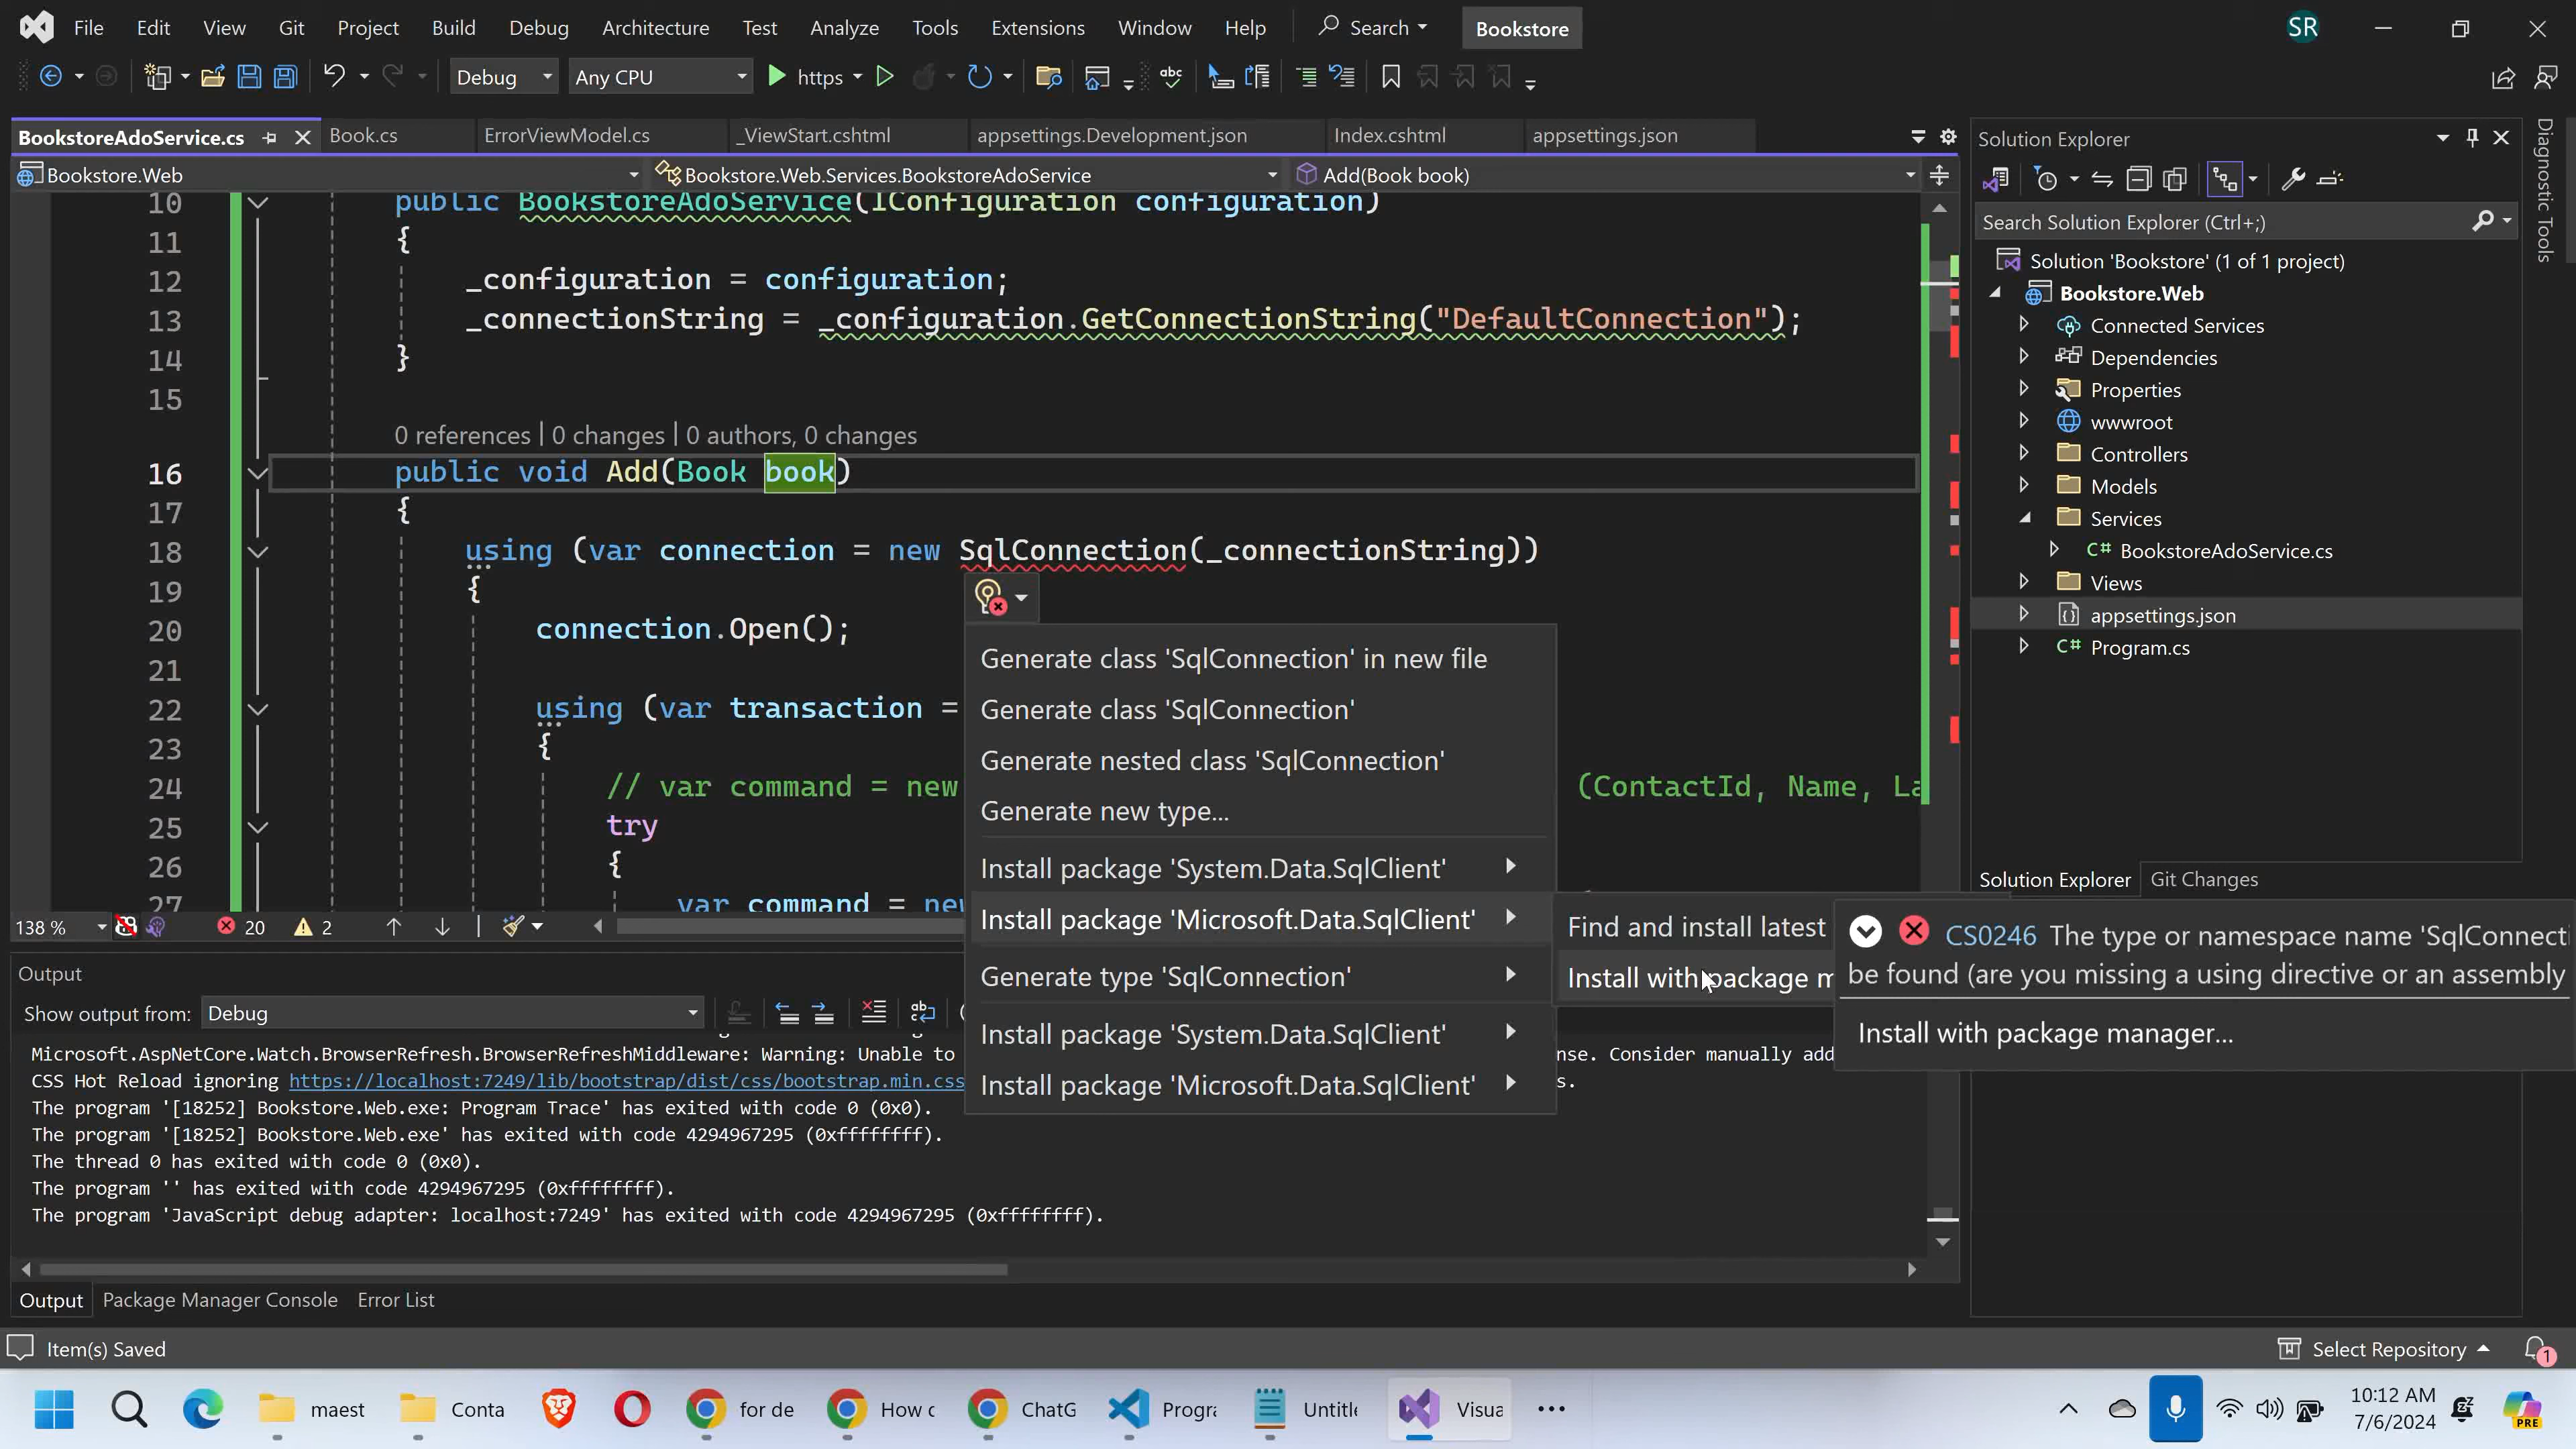 File Edit View Git Project Build Debug Architecture Test Analyze Tools Extensions Window Help Search Bookstore SR
Debug Any CPU https
BookstoreAdoService.cs Book.cs ErrorViewModel.cs _ViewStart.cshtml appsettings.Development.json Index.cshtml appsettings.json
Bookstore.Web Bookstore.Web.Services.BookstoreAdoService Add(Book book)
10 public BookstoreAdoService(IConfiguration configuration)
11 {
12 _configuration = configuration;
13 _connectionString = _configuration.GetConnectionString("DefaultConnection");
14 }
15
0 references | 0 changes | 0 authors, 0 changes
16 public void Add(Book book)
17 {
18 using (var connection = new SqlConnection(_connectionString))
19 {
20 connection.Open();
21
22 using (var transaction =
23 {
24 // var command = new (ContactId, Name, La
25 try
26 {
27 var command = new
Generate class 'SqlConnection' in new file
Generate class 'SqlConnection'
Generate nested class 'SqlConnection'
Generate new type...
Install package 'System.Data.SqlClient'
Install package 'Microsoft.Data.SqlClient'
Generate type 'SqlConnection'
Install package 'System.Data.SqlClient'
Install package 'Microsoft.Data.SqlClient'
Find and install latest
Install with package m
CS0246 The type or namespace name 'SqlConnecti
be found (are you missing a using directive or an assembly
Install with package manager...
138 % 20 2
Output
Show output from: Debug
Microsoft.AspNetCore.Watch.BrowserRefresh.BrowserRefreshMiddleware: Warning: Unable to nse. Consider manually add
CSS Hot Reload ignoring https://localhost:7249/lib/bootstrap/dist/css/bootstrap.min.css s.
The program '[18252] Bookstore.Web.exe: Program Trace' has exited with code 0 (0x0).
The program '[18252] Bookstore.Web.exe' has exited with code 4294967295 (0xffffffff).
The thread 0 has exited with code 0 (0x0).
The program '' has exited with code 4294967295 (0xffffffff).
The program 'JavaScript debug adapter: localhost:7249' has exited with code 4294967295 (0xffffffff).
Output Package Manager Console Error List
Solution Explorer
Search Solution Explorer (Ctrl+;)
Solution 'Bookstore' (1 of 1 project)
Bookstore.Web
Connected Services
Dependencies
Properties
wwwroot
Controllers
Models
Services
C# BookstoreAdoService.cs
Views
appsettings.json
C# Program.cs
Solution Explorer Git Changes
Diagnostic Tools
Item(s) Saved Select Repository 1
maest Conta for de How c ChatG Progra Untitle Visua
10:12 AM
7/6/2024
PRE